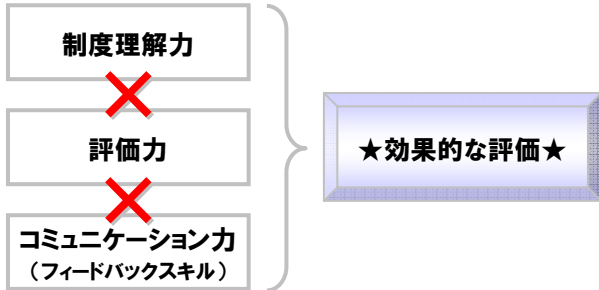 制度理解力
評価力
コミュニケーション力
（フィードバックスキル）
★効果的な評価★